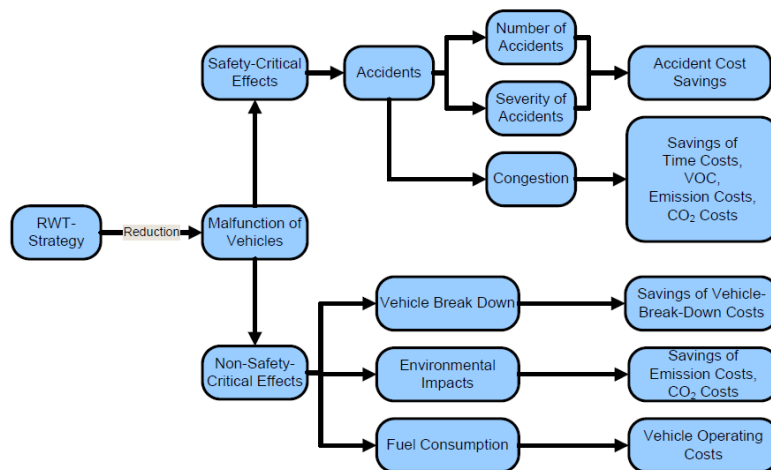 Safety-Critical
Effects
Accidents
Number of
Accidents
Severity of
Accidents
Accident Cost
Savings
Congestion
Savings of
Time Costs,
VOC,
Emission Costs,
CO₂ Costs
RWT-
Strategy
Reduction
Malfunction of
Vehicles
Vehicle Break Down
Savings of Vehicle-
Break-Down Costs
Non-Safety-
Critical Effects
Environmental
Impacts
Savings of
Emission Costs,
CO₂ Costs
Fuel Consumption
Vehicle Operating
Costs